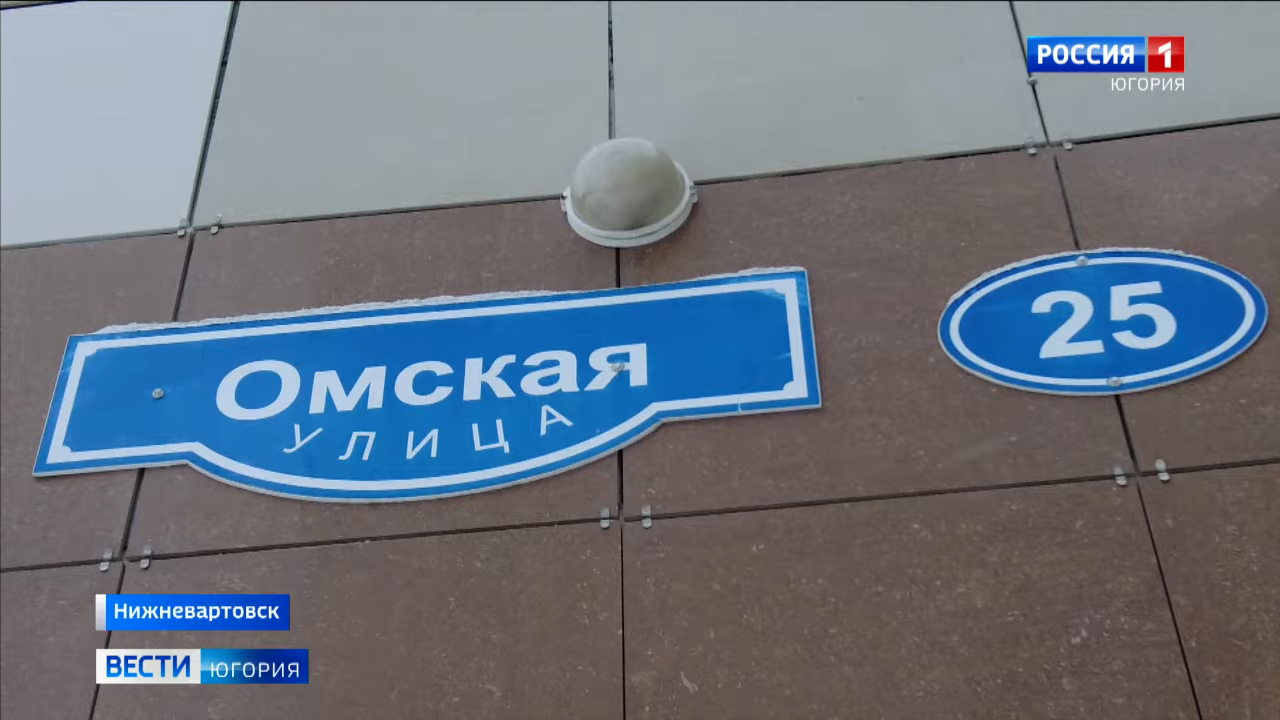 РОССИЯ 1
ЮГОРИЯ
Омская
УЛИЦА
25
Нижневартовск
ВЕСТИ ЮГОРИЯ